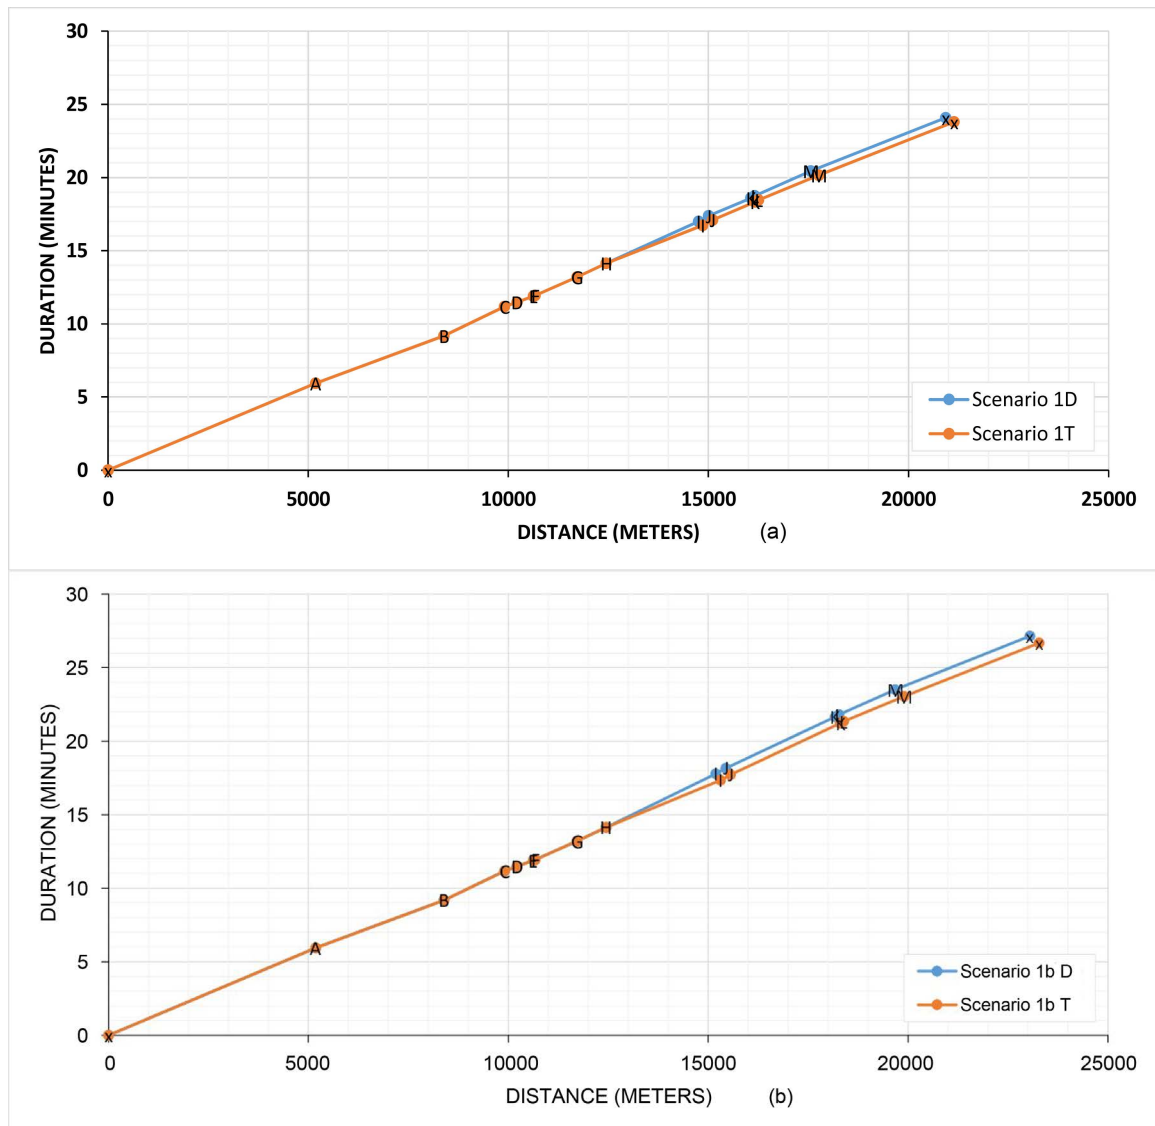 30
25
20
15
10
5
0
DURATION (MINUTES)
x
A
B
C
D
E
F
G
H
I
I
J
J
K
K
L
L
M
M
x
x
Scenario 1D
Scenario 1T
0 5000 10000 15000 20000 25000
DISTANCE (METERS) (a)
30
25
20
15
10
5
0
DURATION (MINUTES)
x
A
B
C
D
E
F
G
H
I
I
J
J
K
K
L
L
M
M
x
x
Scenario 1b D
Scenario 1b T
0 5000 10000 15000 20000 25000
DISTANCE (METERS) (b)